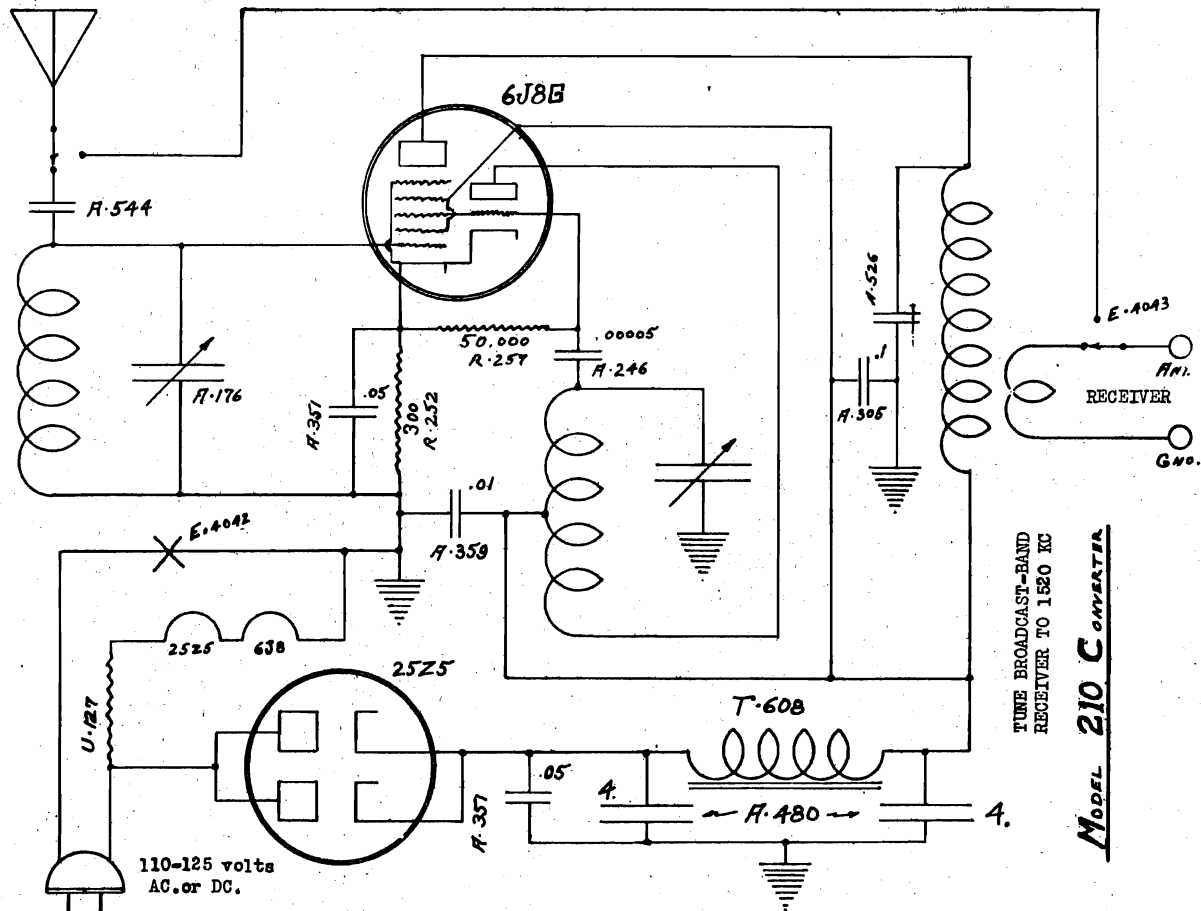 6J8G
A.544
A.526
E.4043
50.000
R.257
.00005
A.246
.1
ANT.
A.176
.05
A.351
300
R.252
A.305
RECEIVER
GND.
.01
E.4042
A.359
25Z5
6J8
25Z5
TUNE BROADCAST-BAND
RECEIVER TO 1520 KC
MODEL 210 CONVERTER
U.127
T.608
.05
4.
A.357
A.480
4.
110-125 volts
AC.or DC.